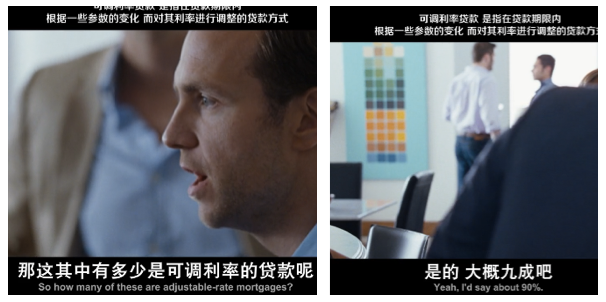 可调利率贷款 是指在贷款期限内
根据一些参数的变化 而对其利率进行调整的贷款方式
那这其中有多少是可调利率的贷款呢
So how many of these are adjustable-rate mortgages?
可调利率贷款 是指在贷款期限内
根据一些参数的变化 而对其利率进行调整的贷款方
是的 大概九成吧
Yeah, I'd say about 90%.